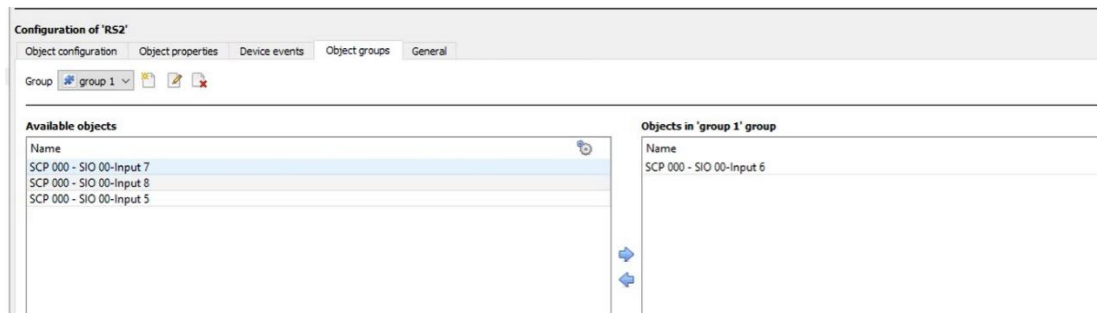 Configuration of 'RS2'
Object configuration Object properties Device events Object groups General
Group group 1
Available objects
Name
SCP 000 - SIO 00-Input 7
SCP 000 - SIO 00-Input 8
SCP 000 - SIO 00-Input 5
Objects in 'group 1' group
Name
SCP 000 - SIO 00-Input 6